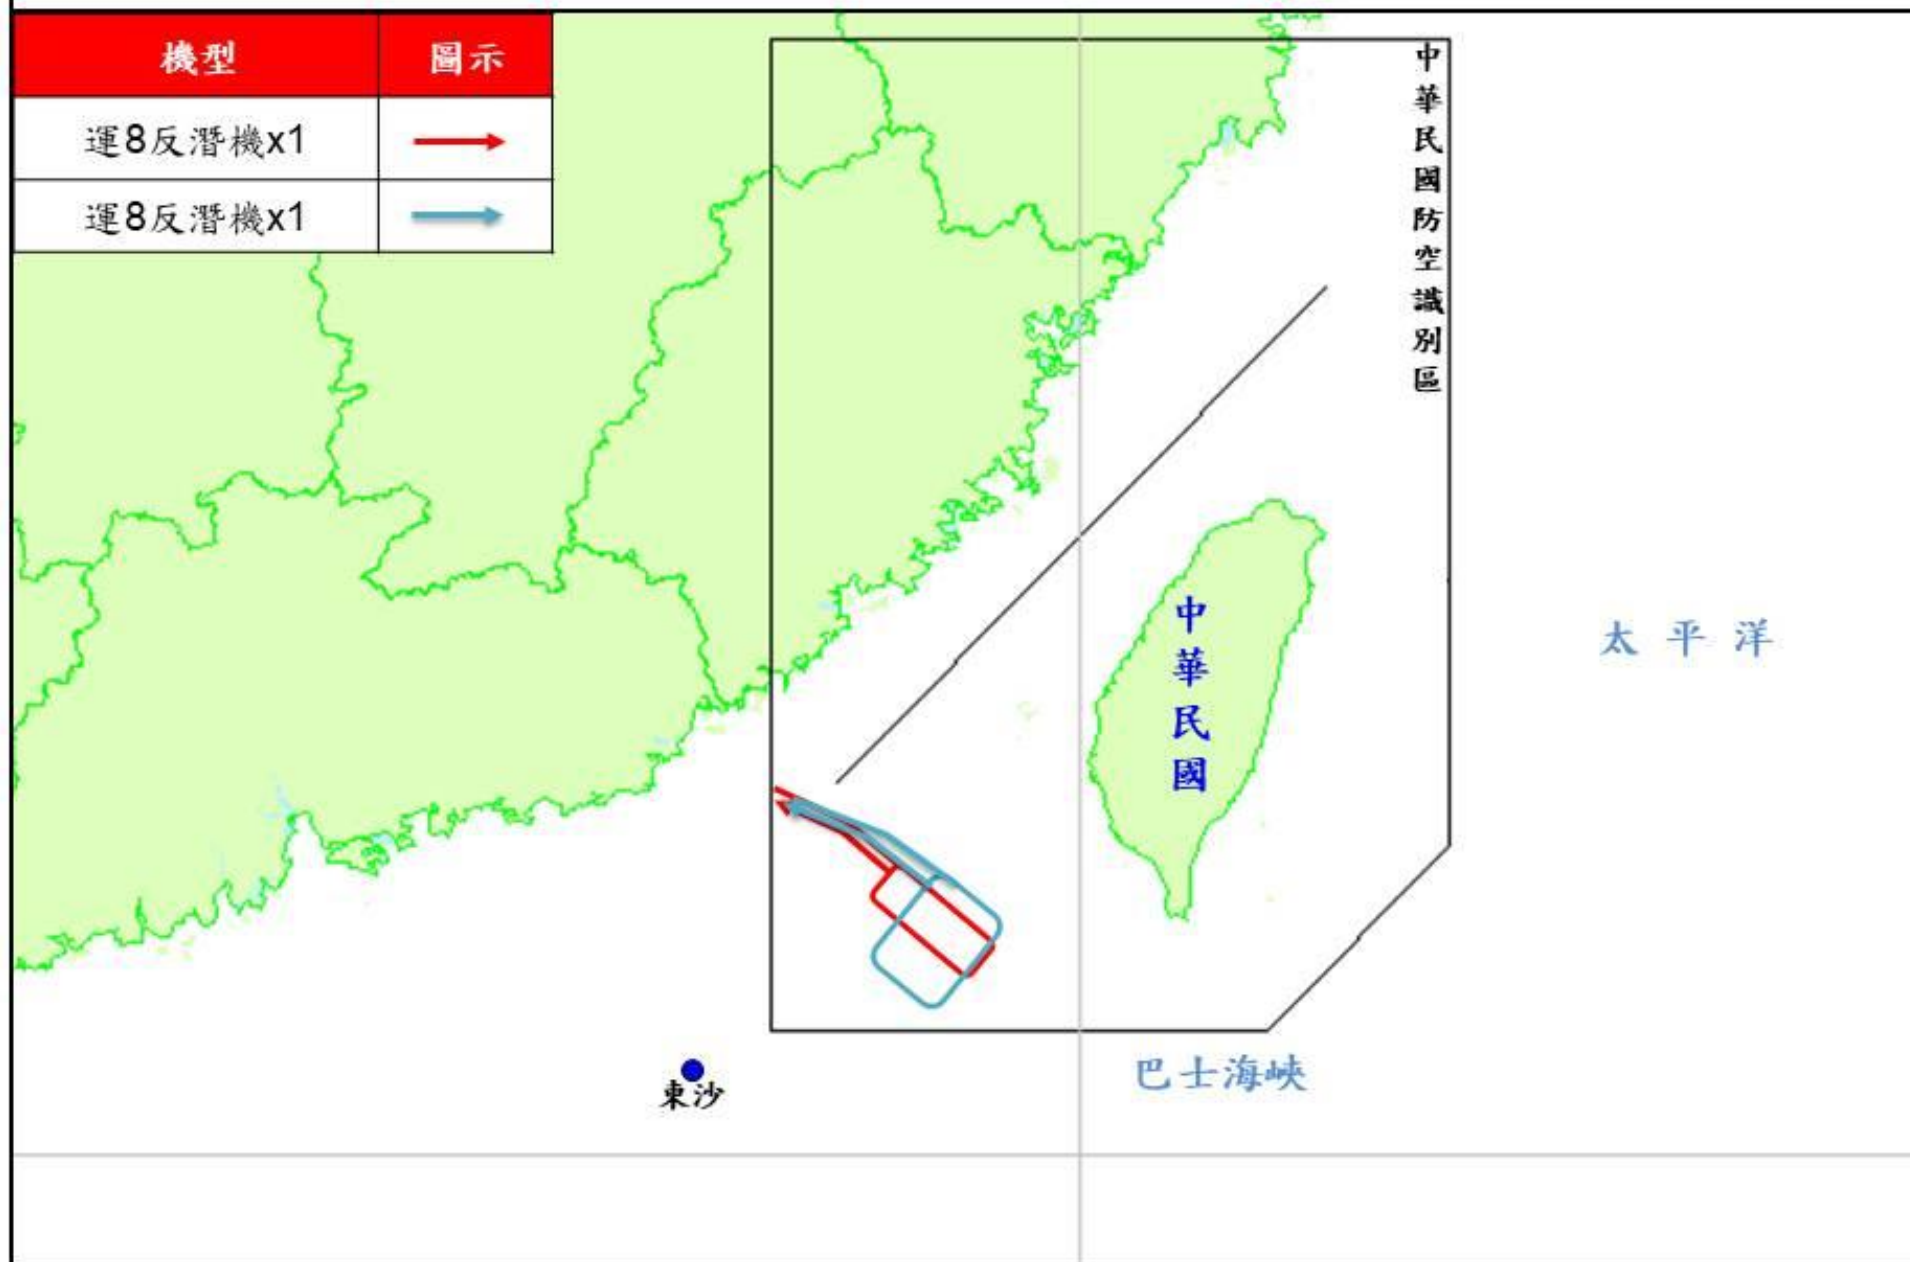 機型 圖示
運8反潛機x1
運8反潛機x1
中華民國防空識別區
中華民國
太平洋
巴士海峽
東沙